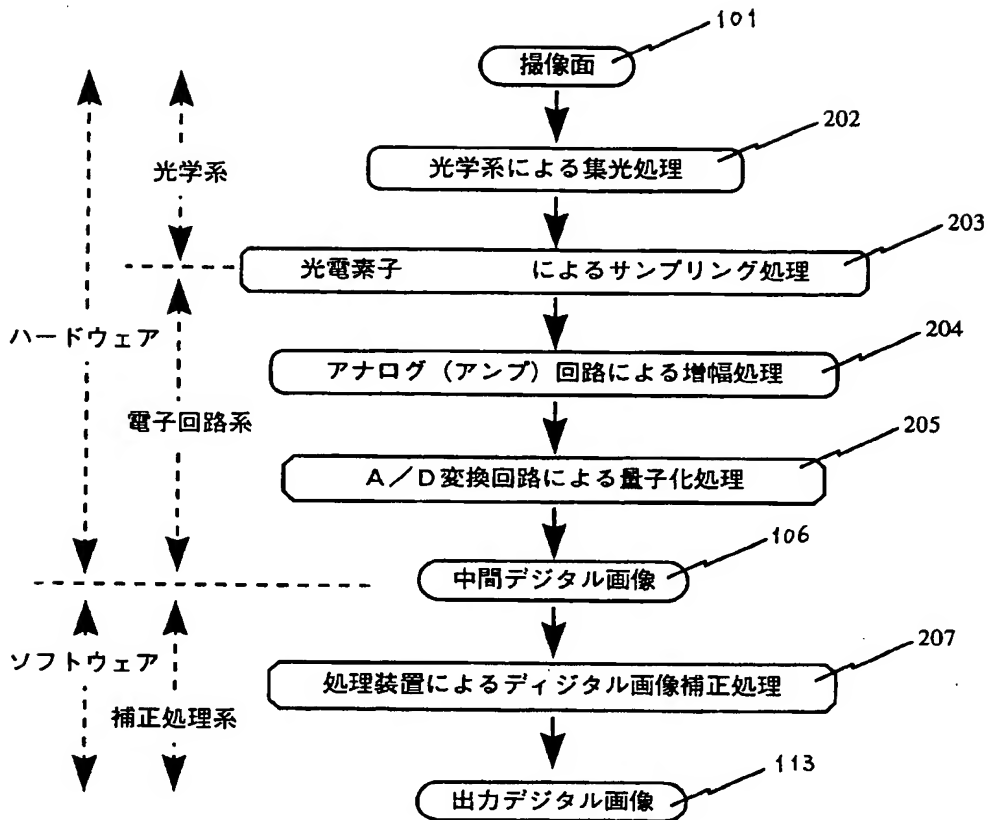 101
撮像面
202
光学系による集光処理
光学系
203
光電素子 によるサンプリング処理
ハードウェア
204
アナログ（アンプ）回路による増幅処理
電子回路系
205
A／D変換回路による量子化処理
106
中間デジタル画像
ソフトウェア
207
処理装置によるディジタル画像補正処理
補正処理系
113
出力デジタル画像